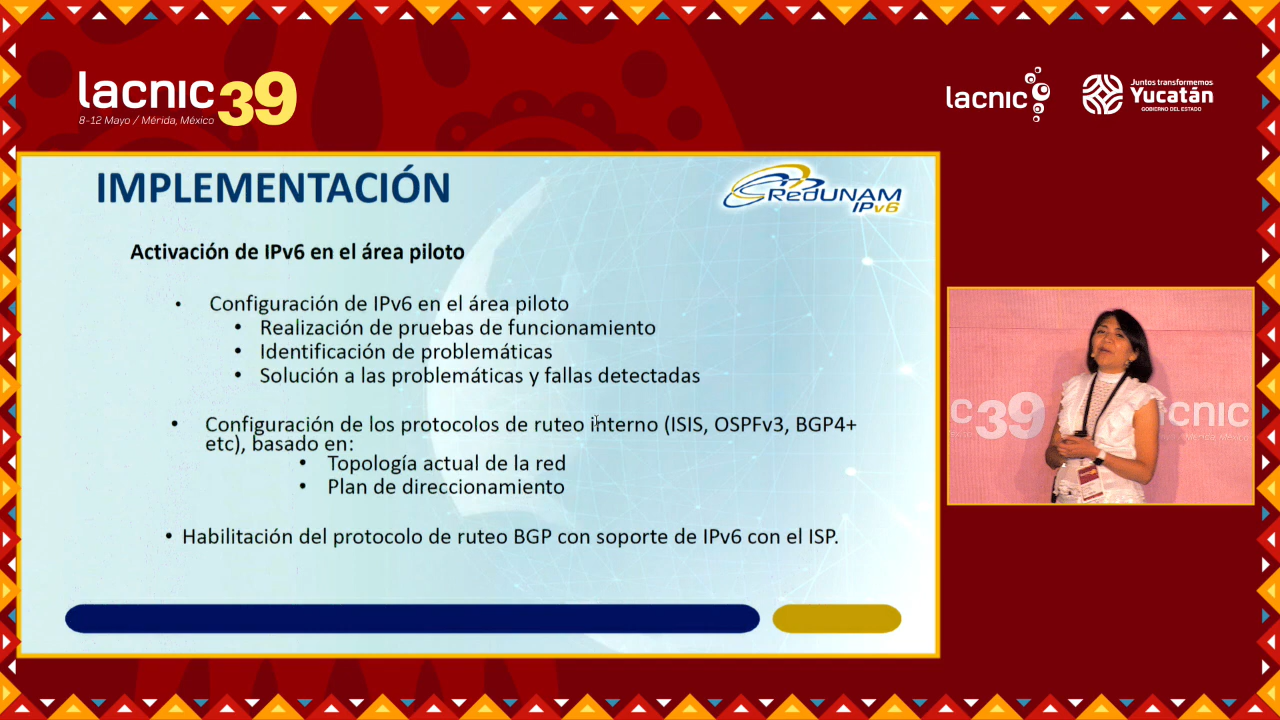 lacnic 39
8-12 Mayo / Mérida, México
lacnic
Juntos transformemos
Yucatán
GOBIERNO DEL ESTADO
IMPLEMENTACIÓN
RedUNAM
IPv6
Activación de IPv6 en el área piloto
• Configuración de IPv6 en el área piloto
• Realización de pruebas de funcionamiento
• Identificación de problemáticas
• Solución a las problemáticas y fallas detectadas
• Configuración de los protocolos de ruteo interno (ISIS, OSPFv3, BGP4+
etc), basado en:
• Topología actual de la red
• Plan de direccionamiento
• Habilitación del protocolo de ruteo BGP con soporte de IPv6 con el ISP.
c39
cnic